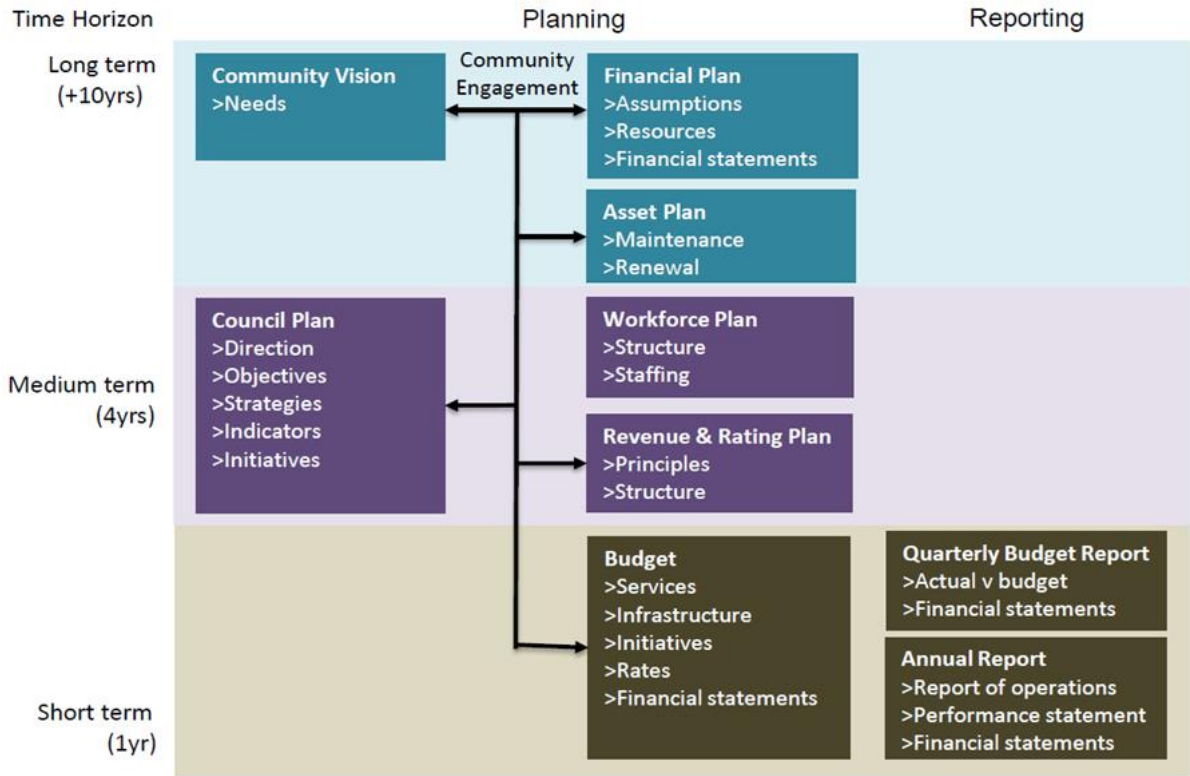 Time Horizon
Planning
Reporting
Long term
(+10yrs)
Community Vision
>Needs
Community
Engagement
Financial Plan
>Assumptions
>Resources
>Financial statements
Asset Plan
>Maintenance
>Renewal
Medium term
(4yrs)
Council Plan
>Direction
>Objectives
>Strategies
>Indicators
>Initiatives
Workforce Plan
>Structure
>Staffing
Revenue & Rating Plan
>Principles
>Structure
Short term
(1yr)
Budget
>Services
>Infrastructure
>Initiatives
>Rates
>Financial statements
Quarterly Budget Report
>Actual v budget
>Financial statements
Annual Report
>Report of operations
>Performance statement
>Financial statements